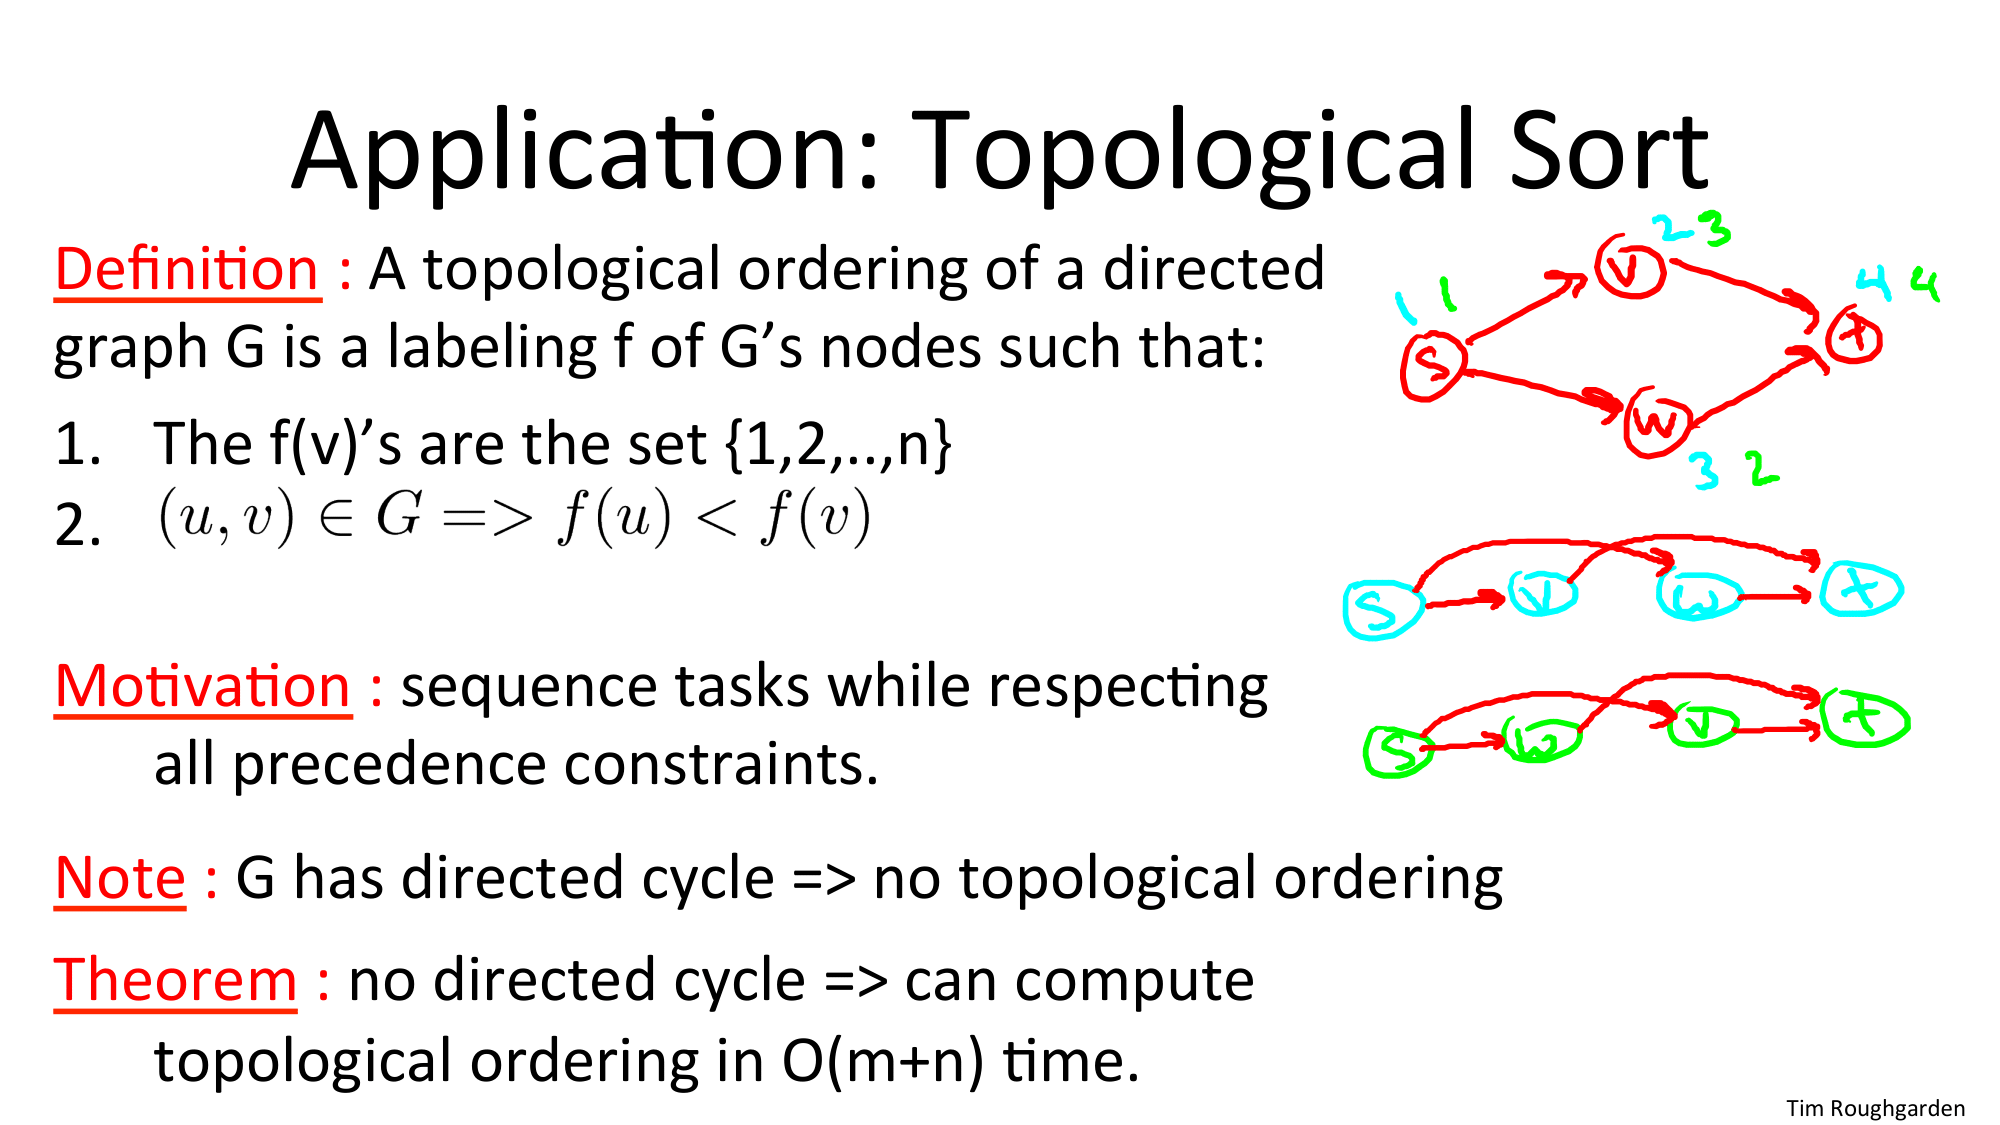 Application: Topological Sort
Definition : A topological ordering of a directed
graph G is a labeling f of G's nodes such that:
1. The f(v)'s are the set {1,2,..,n}
2. (u, v) ∈ G => f(u) < f(v)
Motivation : sequence tasks while respecting
all precedence constraints.
Note : G has directed cycle => no topological ordering
Theorem : no directed cycle => can compute
topological ordering in O(m+n) time.
2 3
v
1 1
4 4
s
t
w
3 2
s v w t
s w v t
Tim Roughgarden